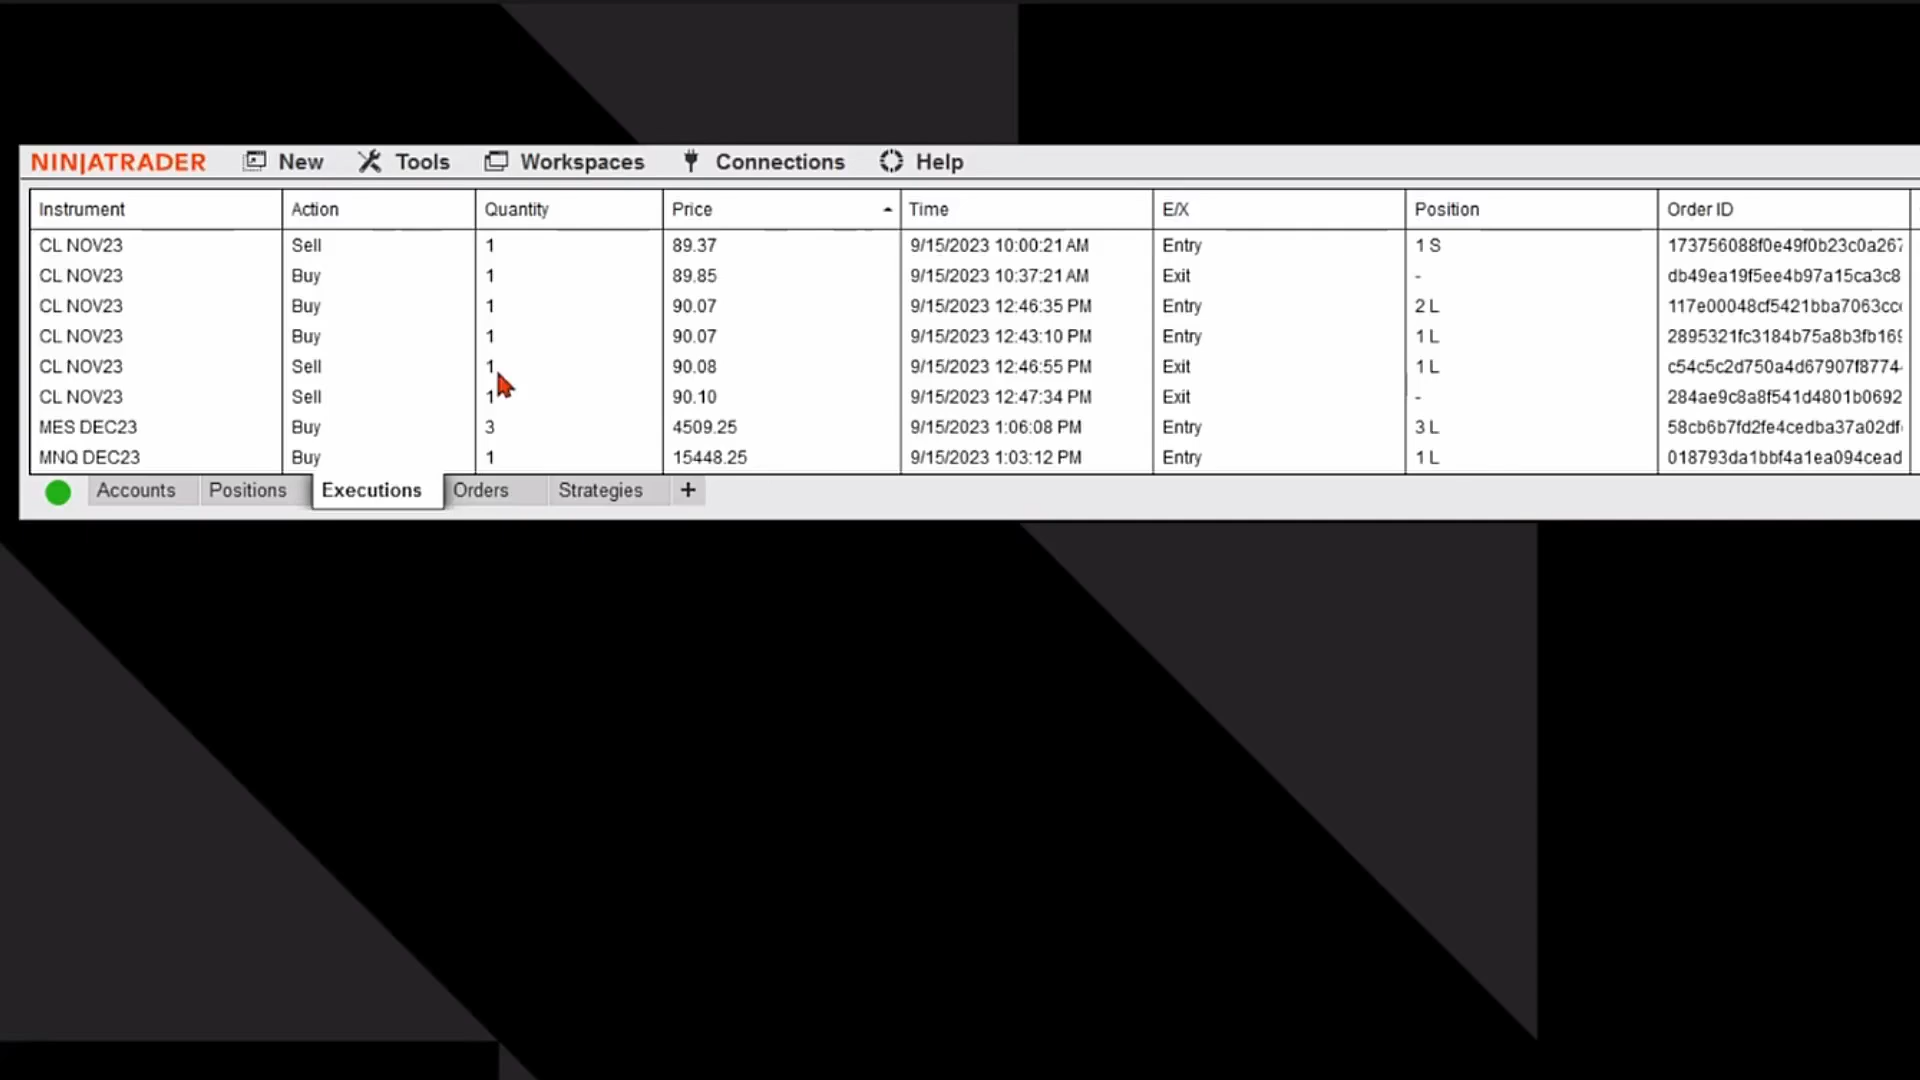 NINJATRADER New Tools Workspaces Connections Help
Instrument Action Quantity Price Time E/X Position Order ID
CL NOV23 Sell 1 89.37 9/15/2023 10:00:21 AM Entry 1 S 173756088f0e49f0b23c0a267
CL NOV23 Buy 1 89.85 9/15/2023 10:37:21 AM Exit - db49ea19f5ee4b97a15ca3c8
CL NOV23 Buy 1 90.07 9/15/2023 12:46:35 PM Entry 2 L 117e00048cf5421bba7063cc
CL NOV23 Buy 1 90.07 9/15/2023 12:43:10 PM Entry 1 L 2895321fc3184b75a8b3fb169
CL NOV23 Sell 1 90.08 9/15/2023 12:46:55 PM Exit 1 L c54c5c2d750a4d67907f8774
CL NOV23 Sell 1 90.10 9/15/2023 12:47:34 PM Exit - 284ae9c8a8f541d4801b0692
MES DEC23 Buy 3 4509.25 9/15/2023 1:06:08 PM Entry 3 L 58cb6b7fd2fe4cedba37a02df
MNQ DEC23 Buy 1 15448.25 9/15/2023 1:03:12 PM Entry 1 L 018793da1bbf4a1ea094cead
Accounts Positions Executions Orders Strategies +